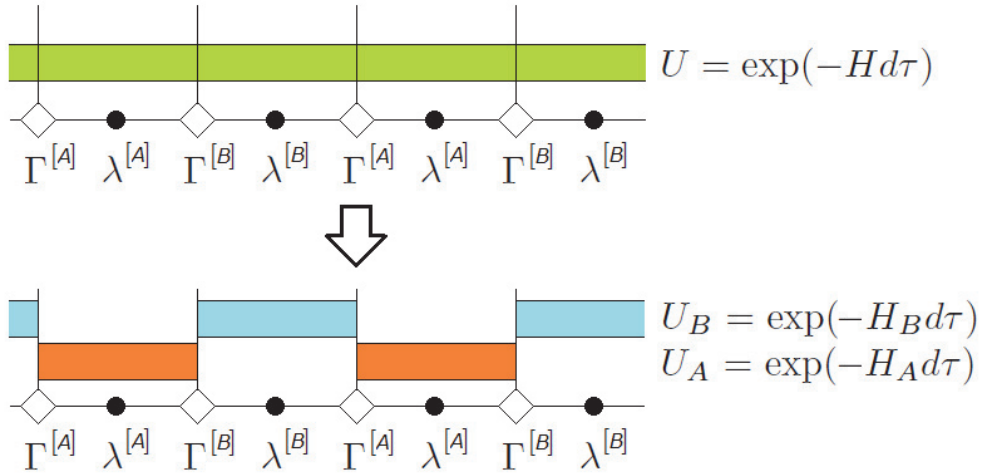 U = exp(−Hdτ)
Γ[A] λ[A] Γ[B] λ[B] Γ[A] λ[A] Γ[B] λ[B]
U_B = exp(−H_B dτ)
U_A = exp(−H_A dτ)
Γ[A] λ[A] Γ[B] λ[B] Γ[A] λ[A] Γ[B] λ[B]